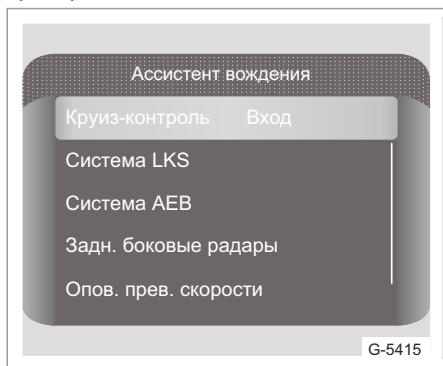 Ассистент вождения
Круиз-контроль Вход
Система LKS
Система AEB
Задн. боковые радары
Опов. прев. скорости
G-5415